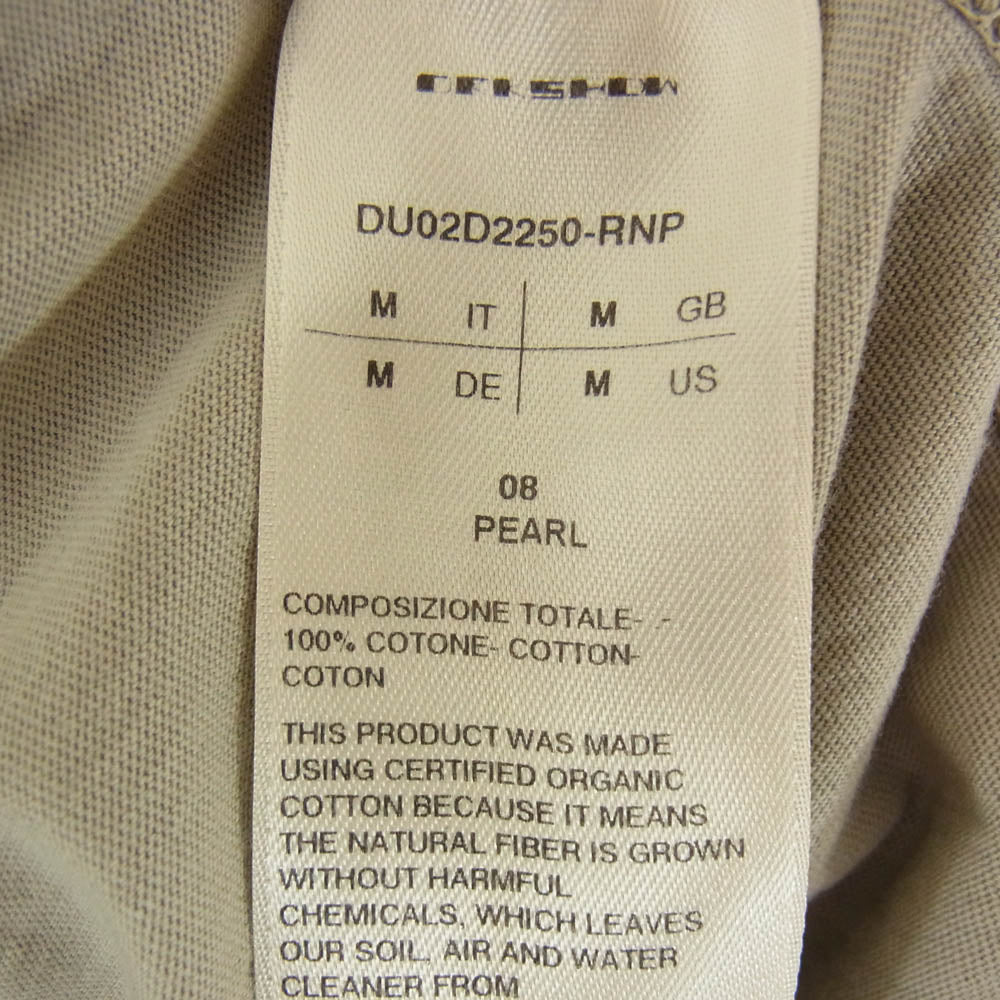 DRKSHDW
DU02D2250-RNP
M IT M GB
M DE M US
08
PEARL
COMPOSIZIONE TOTALE- -
100% COTONE- COTTON-
COTON
THIS PRODUCT WAS MADE
USING CERTIFIED ORGANIC
COTTON BECAUSE IT MEANS
THE NATURAL FIBER IS GROWN
WITHOUT HARMFUL
CHEMICALS, WHICH LEAVES
OUR SOIL, AIR AND WATER
CLEANER FROM